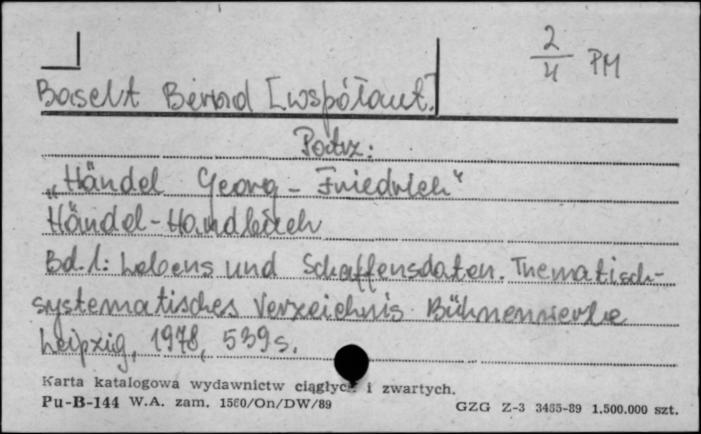 2/4 PM
Baselt Bernd [współaut.]
Patrz:
„Händel Georg - Friedrich"
Händel - Handbuch
Bd. 1: Lebens und Schaffensdaten. Thematisch-
systematisches Verzeichnis Bühnenwerke
Leipzig, 1978, 539 s.
Karta katalogowa wydawnictw ciągłych i zwartych.
Pu-B-144 W.A. zam. 1560/On/DW/89 GZG Z-3 3465-89 1.500.000 szt.